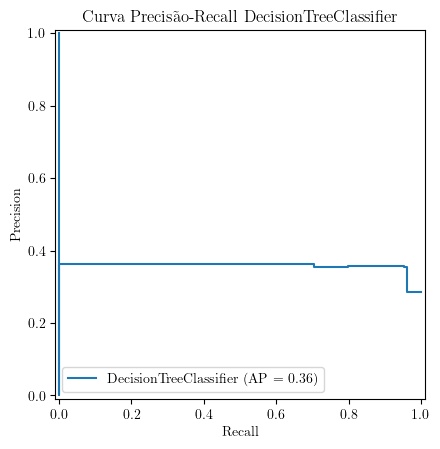 Curva Precisão-Recall DecisionTreeClassifier
1.0
0.8
0.6
0.4
0.2
0.0
Precision
DecisionTreeClassifier (AP = 0.36)
0.0 0.2 0.4 0.6 0.8 1.0
Recall